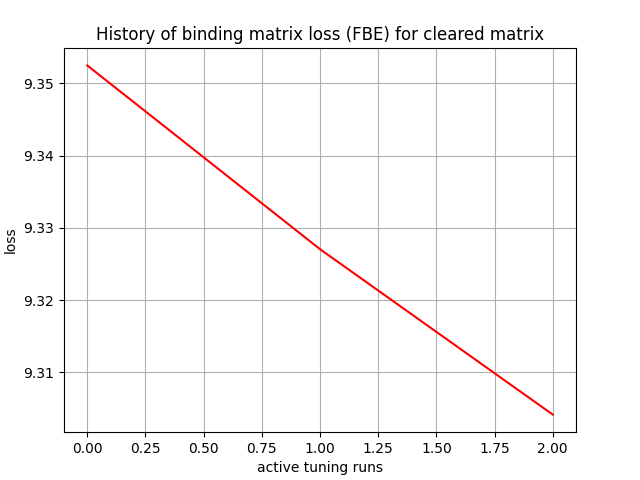 History of binding matrix loss (FBE) for cleared matrix
9.35
9.34
9.33
9.32
9.31
loss
0.00 0.25 0.50 0.75 1.00 1.25 1.50 1.75 2.00
active tuning runs